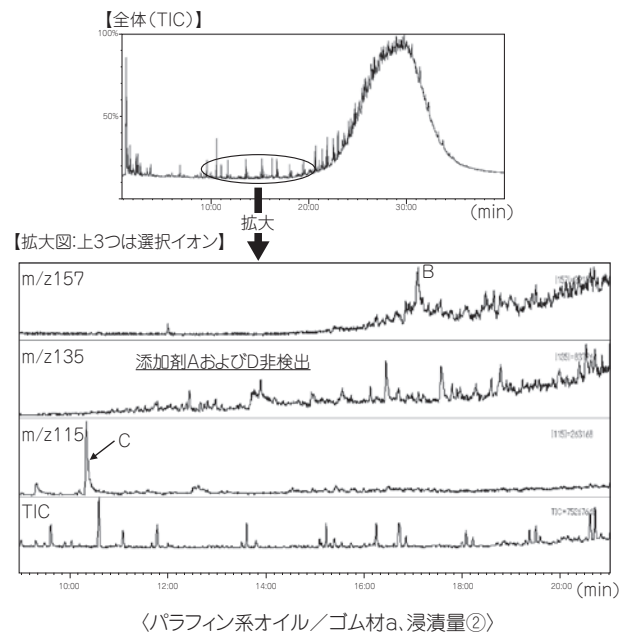 【全体(TIC)】
100%
50%
10:00 20:00 30:00 (min)
拡大
【拡大図:上3つは選択イオン】
m/z157
B
m/z135
添加剤AおよびD非検出
m/z115
C
(115)=263168
TIC
10:00 12:00 14:00 16:00 18:00 20:00 (min)
〈パラフィン系オイル/ゴム材a、浸漬量②〉